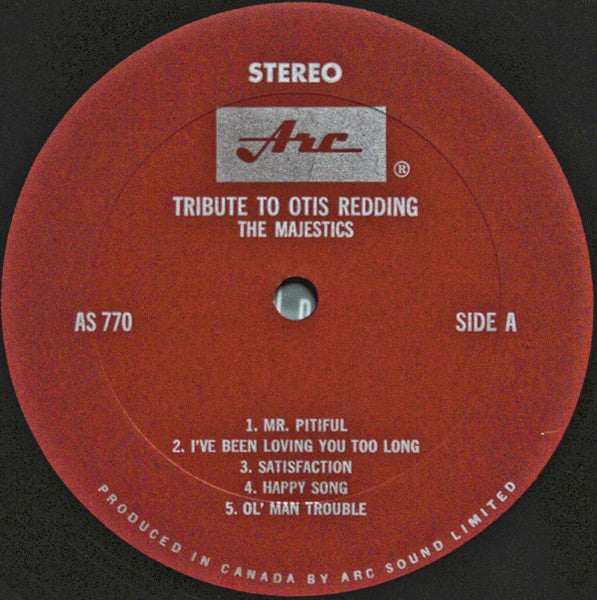 STEREO
Arc
®
TRIBUTE TO OTIS REDDING
THE MAJESTICS
AS 770
SIDE A
1. MR. PITIFUL
2. I'VE BEEN LOVING YOU TOO LONG
3. SATISFACTION
4. HAPPY SONG
5. OL' MAN TROUBLE
PRODUCED IN CANADA BY ARC SOUND LIMITED